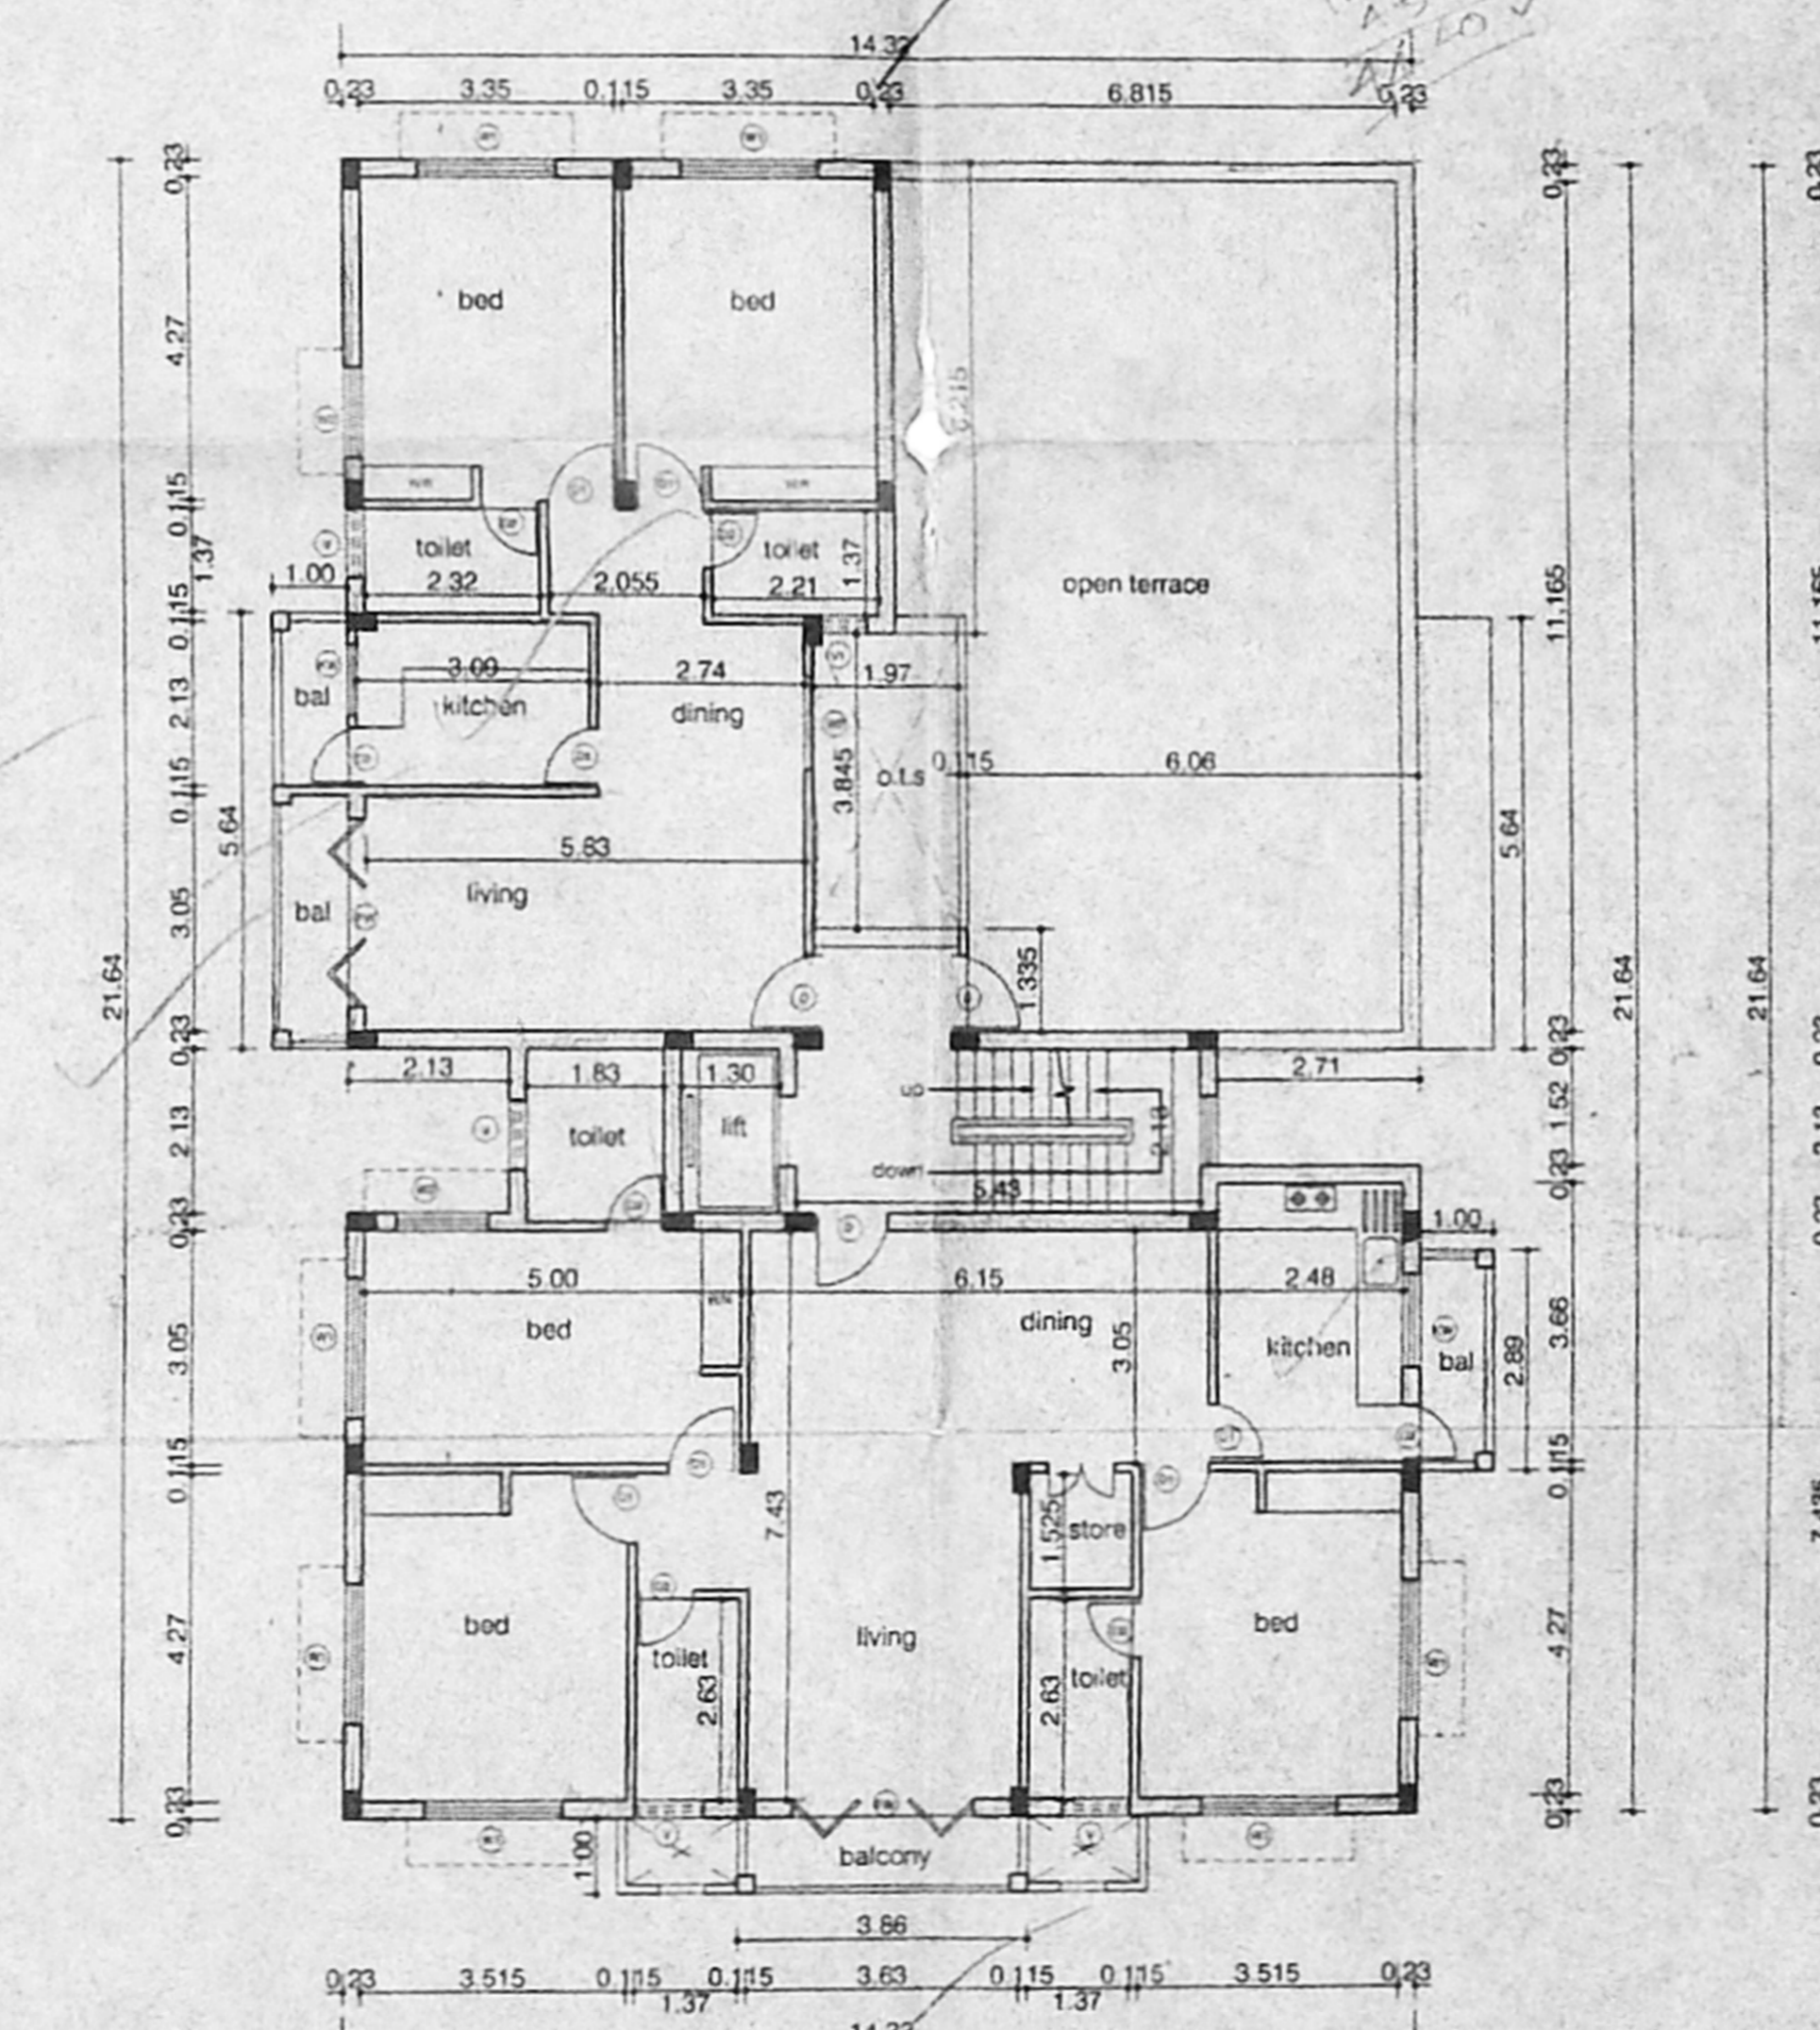 14.32
0.23 3.35 0.115 3.35 0.23 6.815 0.23
0.23 0.23 0.23
bed bed
4.27
0.115
toilet toilet 1.37 open terrace 11.165
1.37
1.00 2.32 2.055 2.21
0.115
3.09 2.74 1.97
bal kitchen dining
2.13
3.845 o.t.s 0.115 6.06
0.115
5.64 5.83 5.64
bal living
3.05
21.64 1.335 21.64 21.64
0.23 0.23
2.13 1.83 1.30 up 2.71
2.13 toilet lift 2.13 1.52
down
5.43 0.23
0.23 1.00
5.00 6.15 2.48
bed dining 3.05 kitchen bal 2.89 3.66
3.05
0.115 0.115
7.43 1.525 store
bed living bed
4.27 4.27
toilet 2.63 2.63 toilet
0.23 0.23 0.23
1.00 balcony
3.86
0.23 3.515 0.115 0.115 3.63 0.115 0.115 3.515 0.23
1.37 1.37